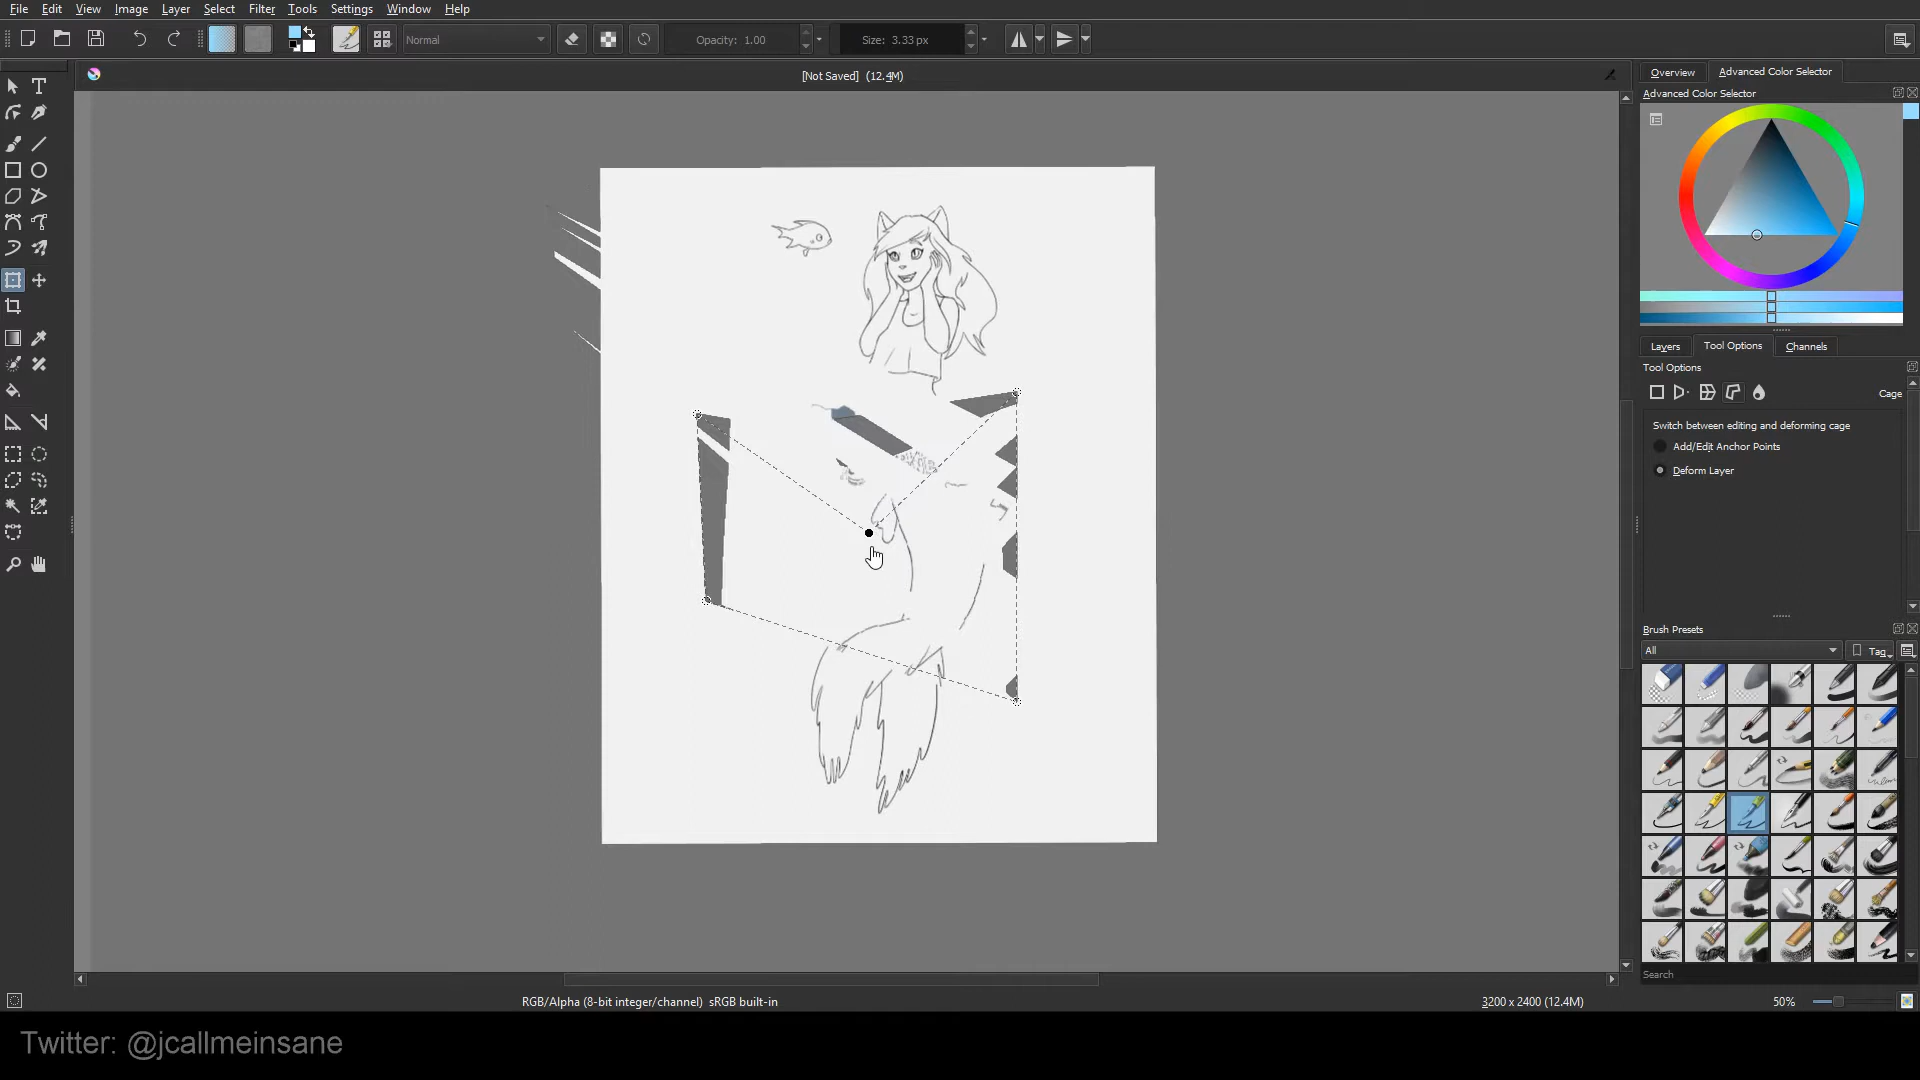 File Edit View Image Layer Select Filter Tools Settings Window Help
Normal Opacity: 1.00 Size: 3.33 px
[Not Saved] (12.4M)
Overview Advanced Color Selector
Advanced Color Selector
Layers Tool Options Channels
Tool Options
Cage
Switch between editing and deforming cage
Add/Edit Anchor Points
Deform Layer
Brush Presets
All Tag
Search
RGB/Alpha (8-bit integer/channel) sRGB built-in 3200 x 2400 (12.4M) 50%
Twitter: @jcallmeinsane